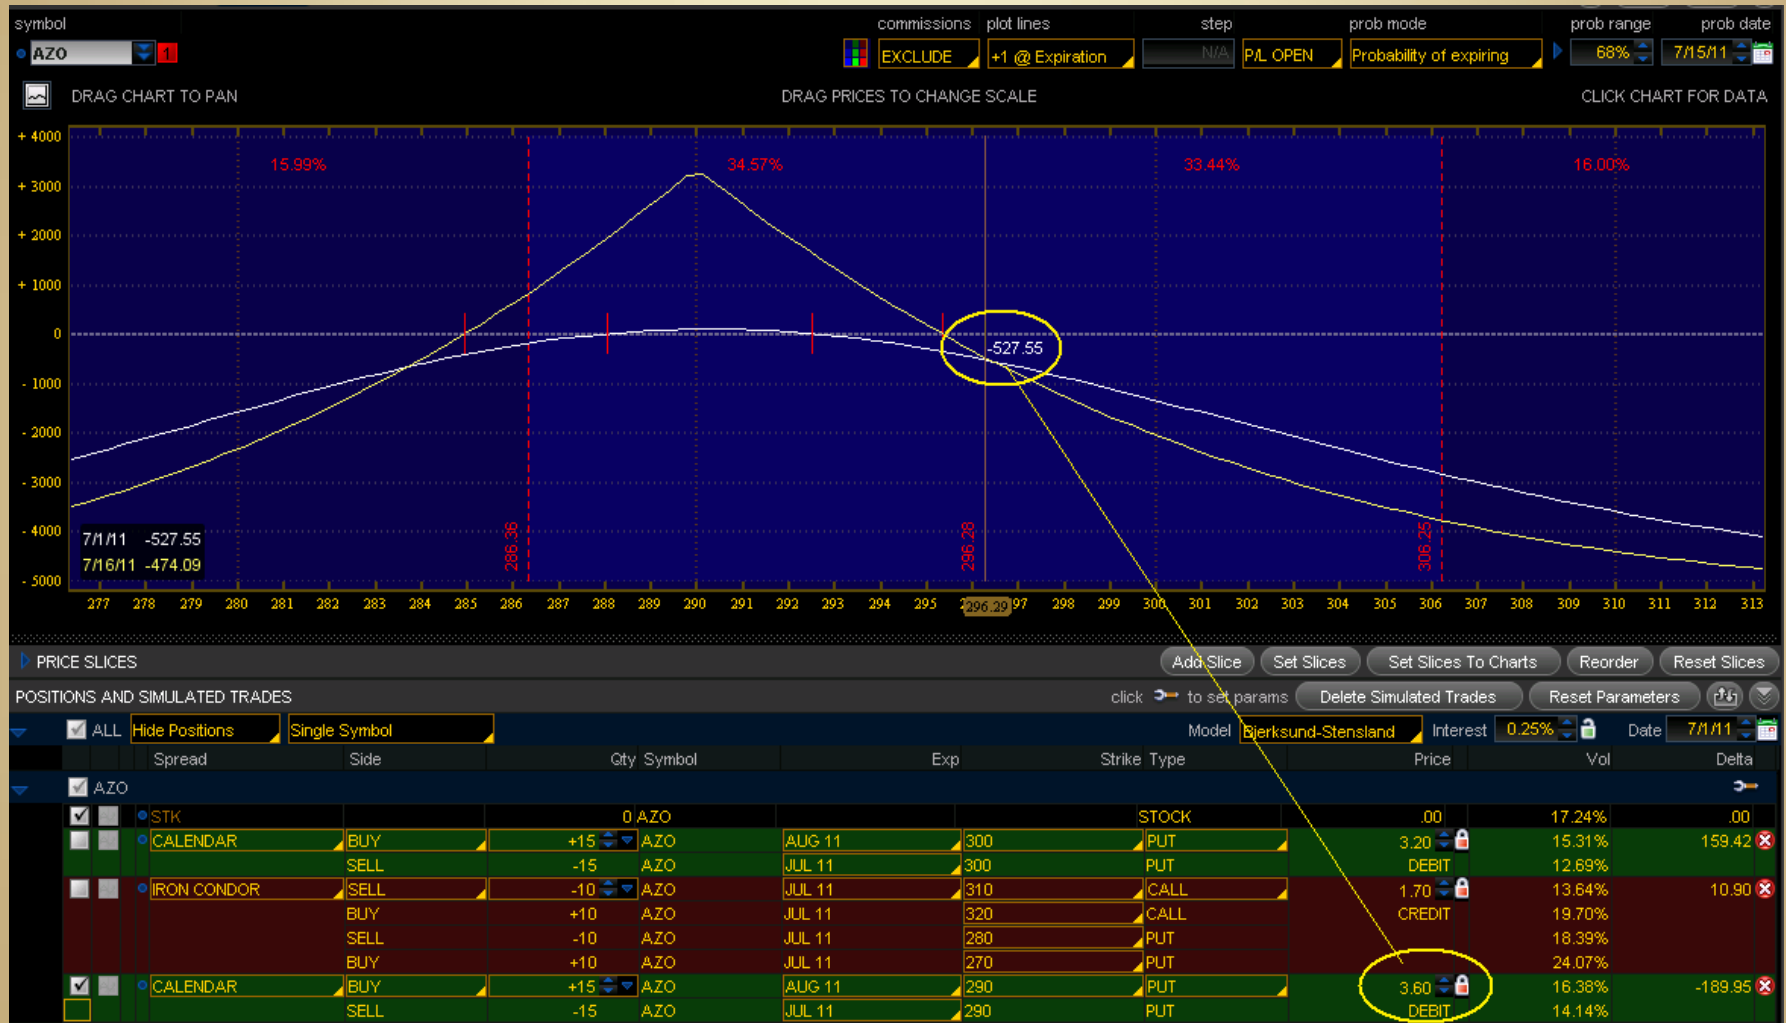 symbol commissions plot lines step prob mode prob range prob date
AZO 1 EXCLUDE +1 @ Expiration N/A P/L OPEN Probability of expiring 68% 7/15/11
DRAG CHART TO PAN DRAG PRICES TO CHANGE SCALE CLICK CHART FOR DATA
+ 4000
15.99% 34.57% 33.44% 16.00%
+ 3000
+ 2000
+ 1000
0
-527.55
- 1000
- 2000
- 3000
- 4000
7/1/11 -527.55
7/16/11 -474.09
286.36 296.28 306.25
- 5000
277 278 279 280 281 282 283 284 285 286 287 288 289 290 291 292 293 294 295 296.29 97 298 299 300 301 302 303 304 305 306 307 308 309 310 311 312 313
PRICE SLICES Add Slice Set Slices Set Slices To Charts Reorder Reset Slices
POSITIONS AND SIMULATED TRADES click to set params Delete Simulated Trades Reset Parameters
ALL Hide Positions Single Symbol Model Bjerksund-Stensland Interest 0.25% Date 7/1/11
Spread Side Qty Symbol Exp Strike Type Price Vol Delta
AZO
STK 0 AZO STOCK .00 17.24% .00
CALENDAR BUY +15 AZO AUG 11 300 PUT 3.20 15.31% 159.42
SELL -15 AZO JUL 11 300 PUT DEBIT 12.69%
IRON CONDOR SELL -10 AZO JUL 11 310 CALL 1.70 13.64% 10.90
BUY +10 AZO JUL 11 320 CALL CREDIT 19.70%
SELL -10 AZO JUL 11 280 PUT 18.39%
BUY +10 AZO JUL 11 270 PUT 24.07%
CALENDAR BUY +15 AZO AUG 11 290 PUT 3.60 16.38% -189.95
SELL -15 AZO JUL 11 290 PUT DEBIT 14.14%